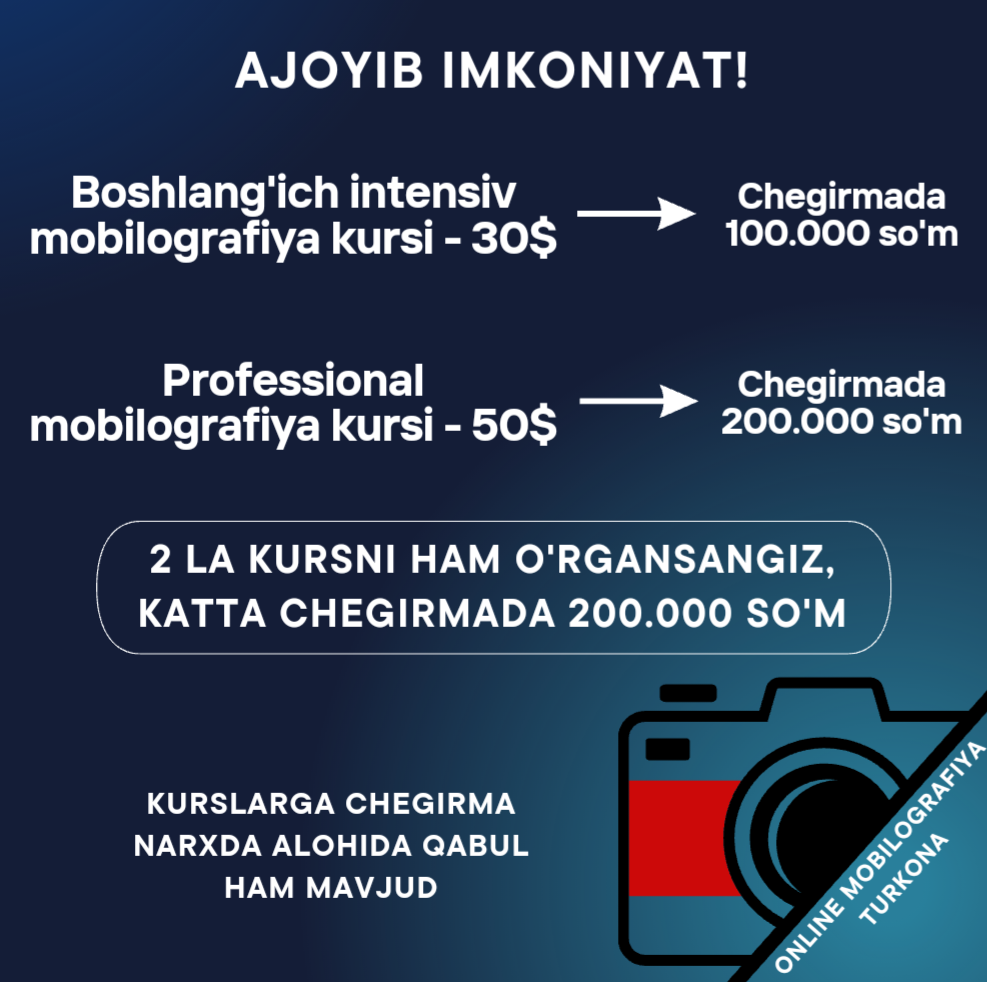 AJOYIB IMKONIYAT!
Boshlang'ich intensiv
mobilografiya kursi - 30$
Chegirmada
100.000 so'm
Professional
mobilografiya kursi - 50$
Chegirmada
200.000 so'm
2 LA KURSNI HAM O'RGANSANGIZ,
KATTA CHEGIRMADA 200.000 SO'M
KURSLARGA CHEGIRMA
NARXDA ALOHIDA QABUL
HAM MAVJUD
ONLINE MOBILOGRAFIYA
TURKONA